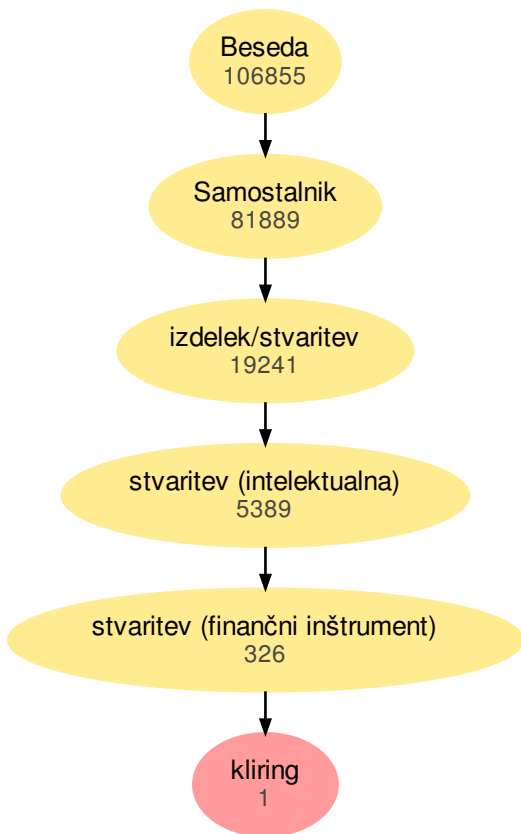 Beseda
106855
Samostalnik
81889
izdelek/stvaritev
19241
stvaritev (intelektualna)
5389
stvaritev (finančni inštrument)
326
kliring
1